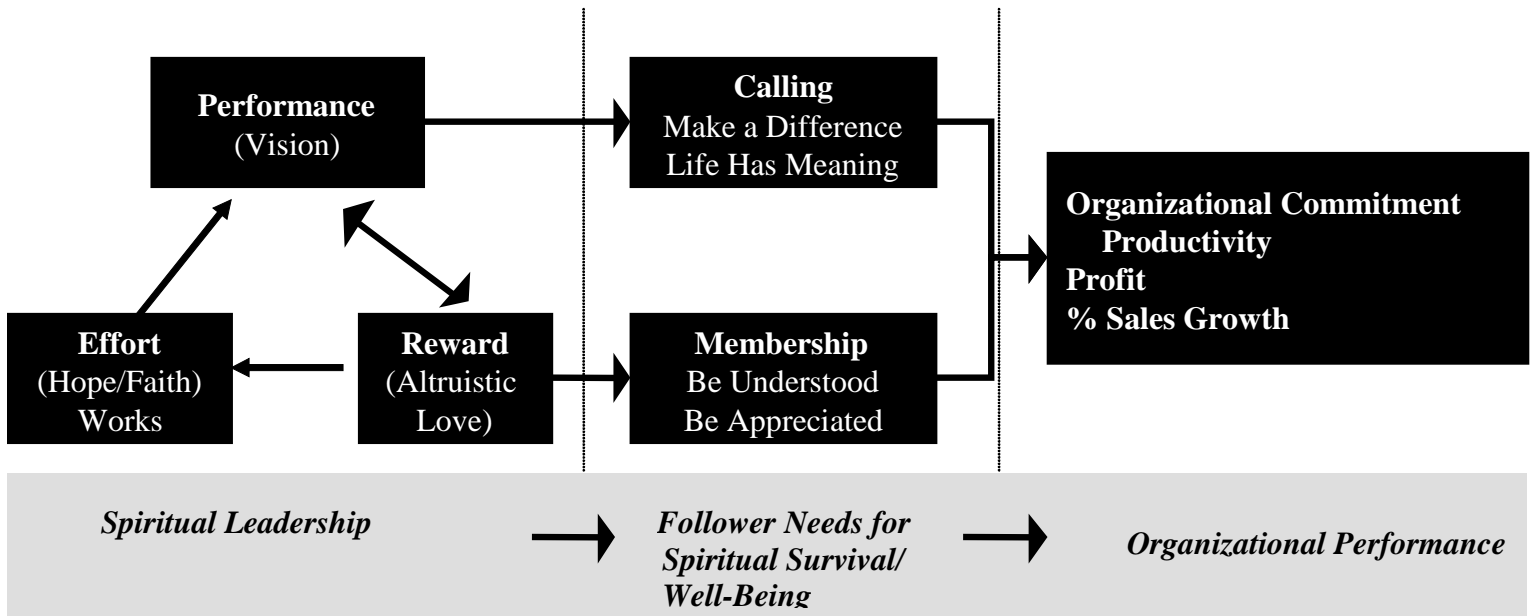 Performance
(Vision)
Calling
Make a Difference
Life Has Meaning
Organizational Commitment
Productivity
Profit
% Sales Growth
Effort
(Hope/Faith)
Works
Reward
(Altruistic
Love)
Membership
Be Understood
Be Appreciated
Spiritual Leadership
Follower Needs for
Spiritual Survival/
Well-Being
Organizational Performance